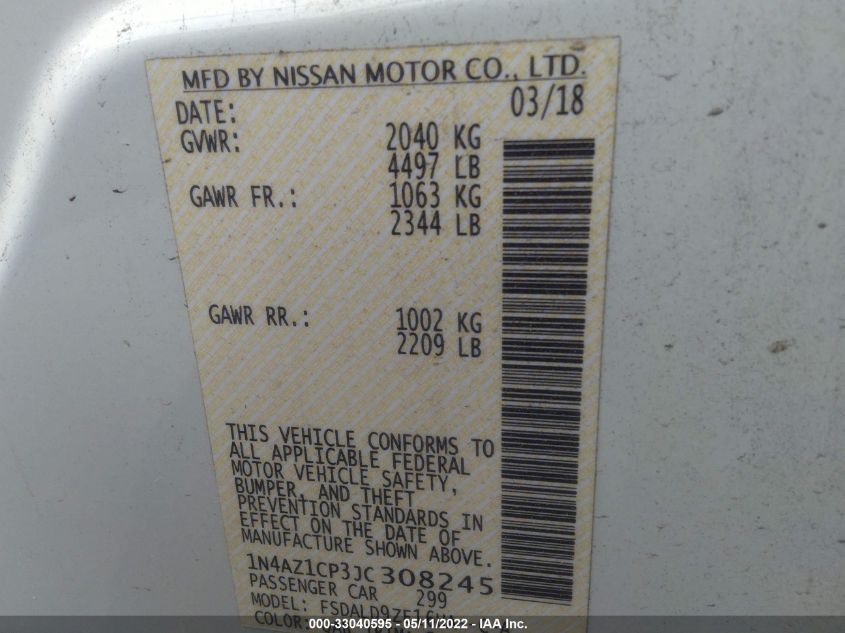 MFD BY NISSAN MOTOR CO., LTD.
DATE: 03/18
GVWR: 2040 KG
4497 LB
GAWR FR.: 1063 KG
2344 LB
GAWR RR.: 1002 KG
2209 LB
THIS VEHICLE CONFORMS TO
ALL APPLICABLE FEDERAL
MOTOR VEHICLE SAFETY,
BUMPER, AND THEFT
PREVENTION STANDARDS IN
EFFECT ON THE DATE OF
MANUFACTURE SHOWN ABOVE.
1N4AZ1CP3JC308245
PASSENGER CAR 299
MODEL:
COLOR:
000-33040595 - 05/11/2022 - IAA Inc.